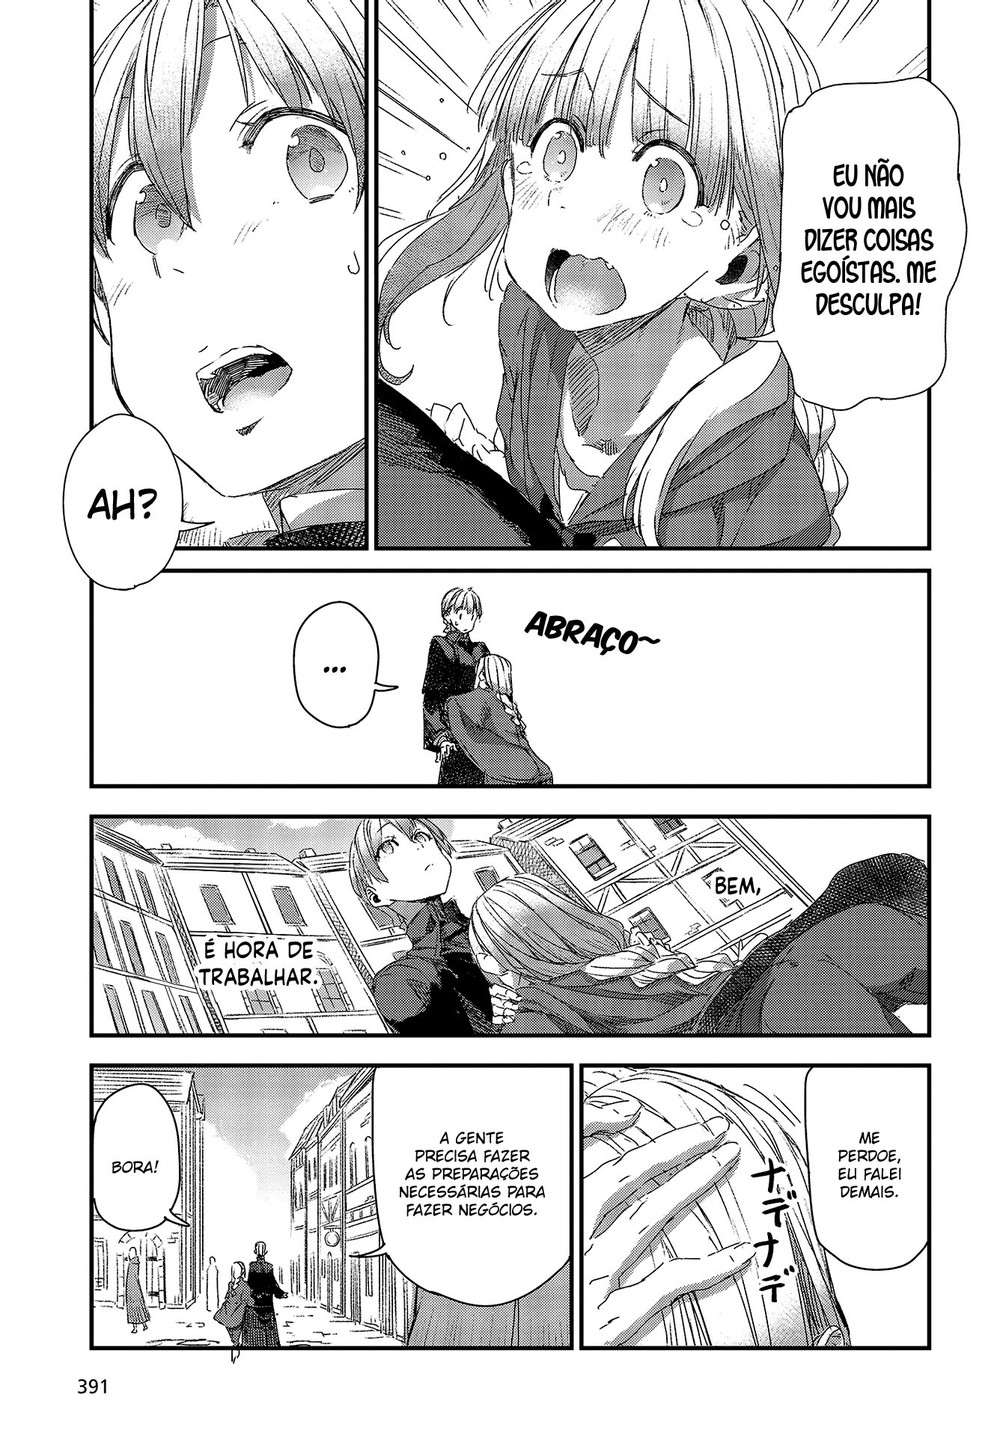 EU NÃO
VOU MAIS
DIZER COISAS
EGOÍSTAS. ME
DESCULPA!
AH?
ABRAÇO~
...
BEM,
É HORA DE
TRABALHAR.
ME
PERDOE,
EU FALEI
DEMAIS.
ナデナデ
A GENTE
PRECISA FAZER
AS PREPARAÇÕES
NECESSÁRIAS PARA
FAZER NEGÓCIOS.
BORA!
391